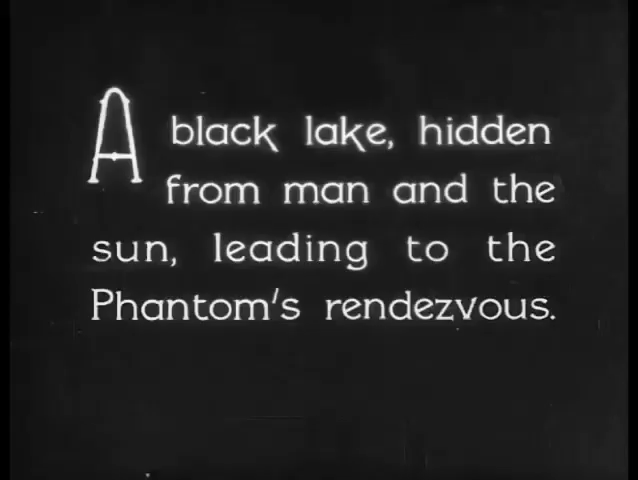 A black lake, hidden
from man and the
sun, leading to the
Phantom's rendezvous.